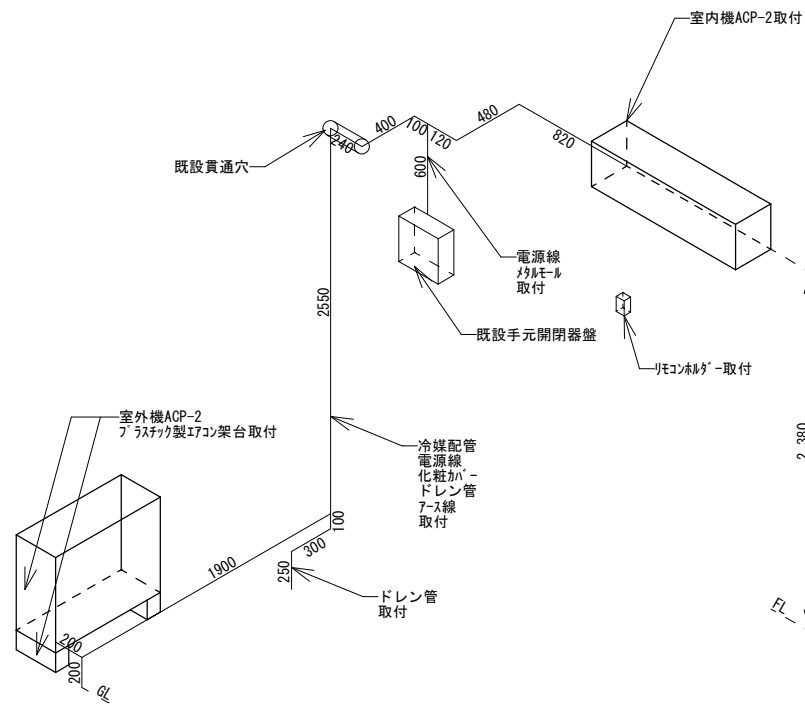 室内機ACP-2取付
480
400
100
120
820
240
既設貫通穴
600
電源線
ﾒﾀﾙﾓｰﾙ
取付
2550
既設手元開閉器盤
ﾘﾓｺﾝﾎﾙﾀﾞｰ取付
室外機ACP-2
ﾌﾟﾗｽﾁｯｸ製ｴｱｺﾝ架台取付
冷媒配管
電源線
化粧ｶﾊﾞｰ
ドレン管
ｱｰｽ線
取付
2,380
100
300
1900
250
ドレン管
取付
FL
200
200
GL